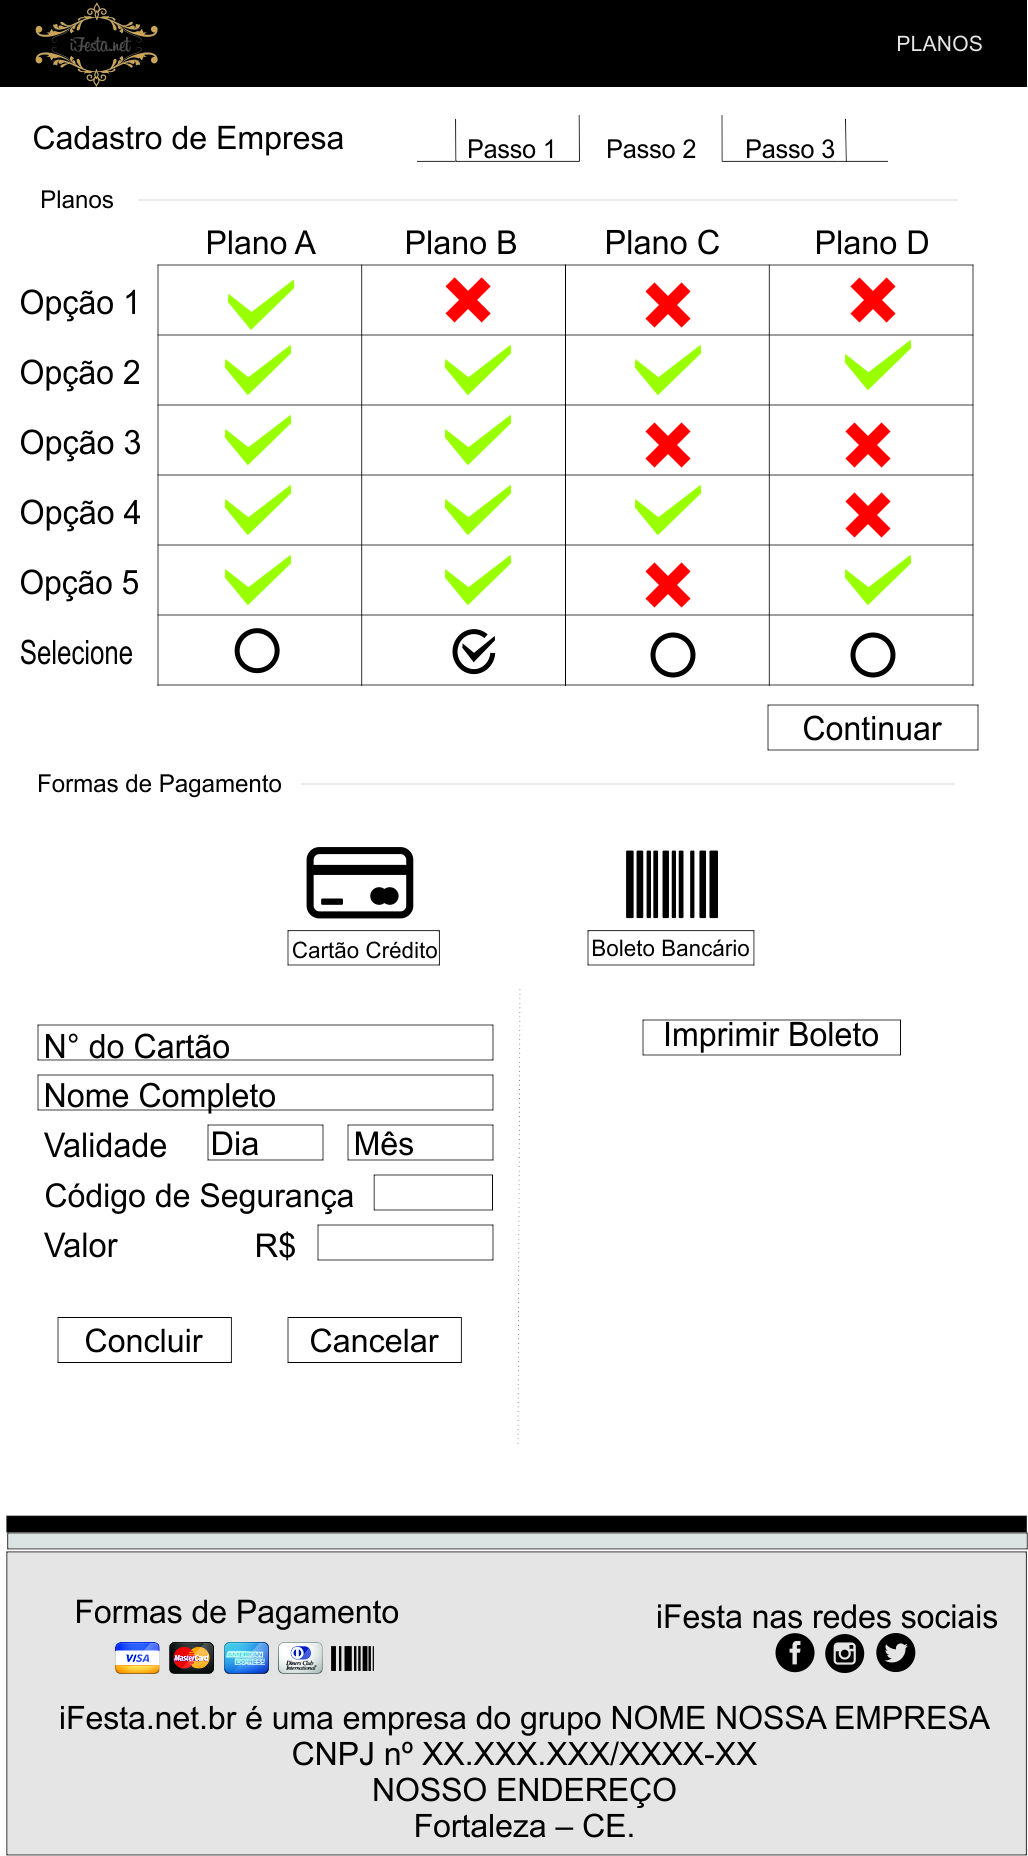 iFesta.net
PLANOS
Cadastro de Empresa
Passo 1 Passo 2 Passo 3
Planos
Plano A Plano B Plano C Plano D
Opção 1
Opção 2
Opção 3
Opção 4
Opção 5
Selecione
Continuar
Formas de Pagamento
Cartão Crédito Boleto Bancário
N° do Cartão
Imprimir Boleto
Nome Completo
Validade Dia Mês
Código de Segurança
Valor R$
Concluir Cancelar
Formas de Pagamento
iFesta nas redes sociais
VISA MasterCard AMERICAN EXPRESS Diners Club International
iFesta.net.br é uma empresa do grupo NOME NOSSA EMPRESA
CNPJ nº XX.XXX.XXX/XXXX-XX
NOSSO ENDEREÇO
Fortaleza – CE.